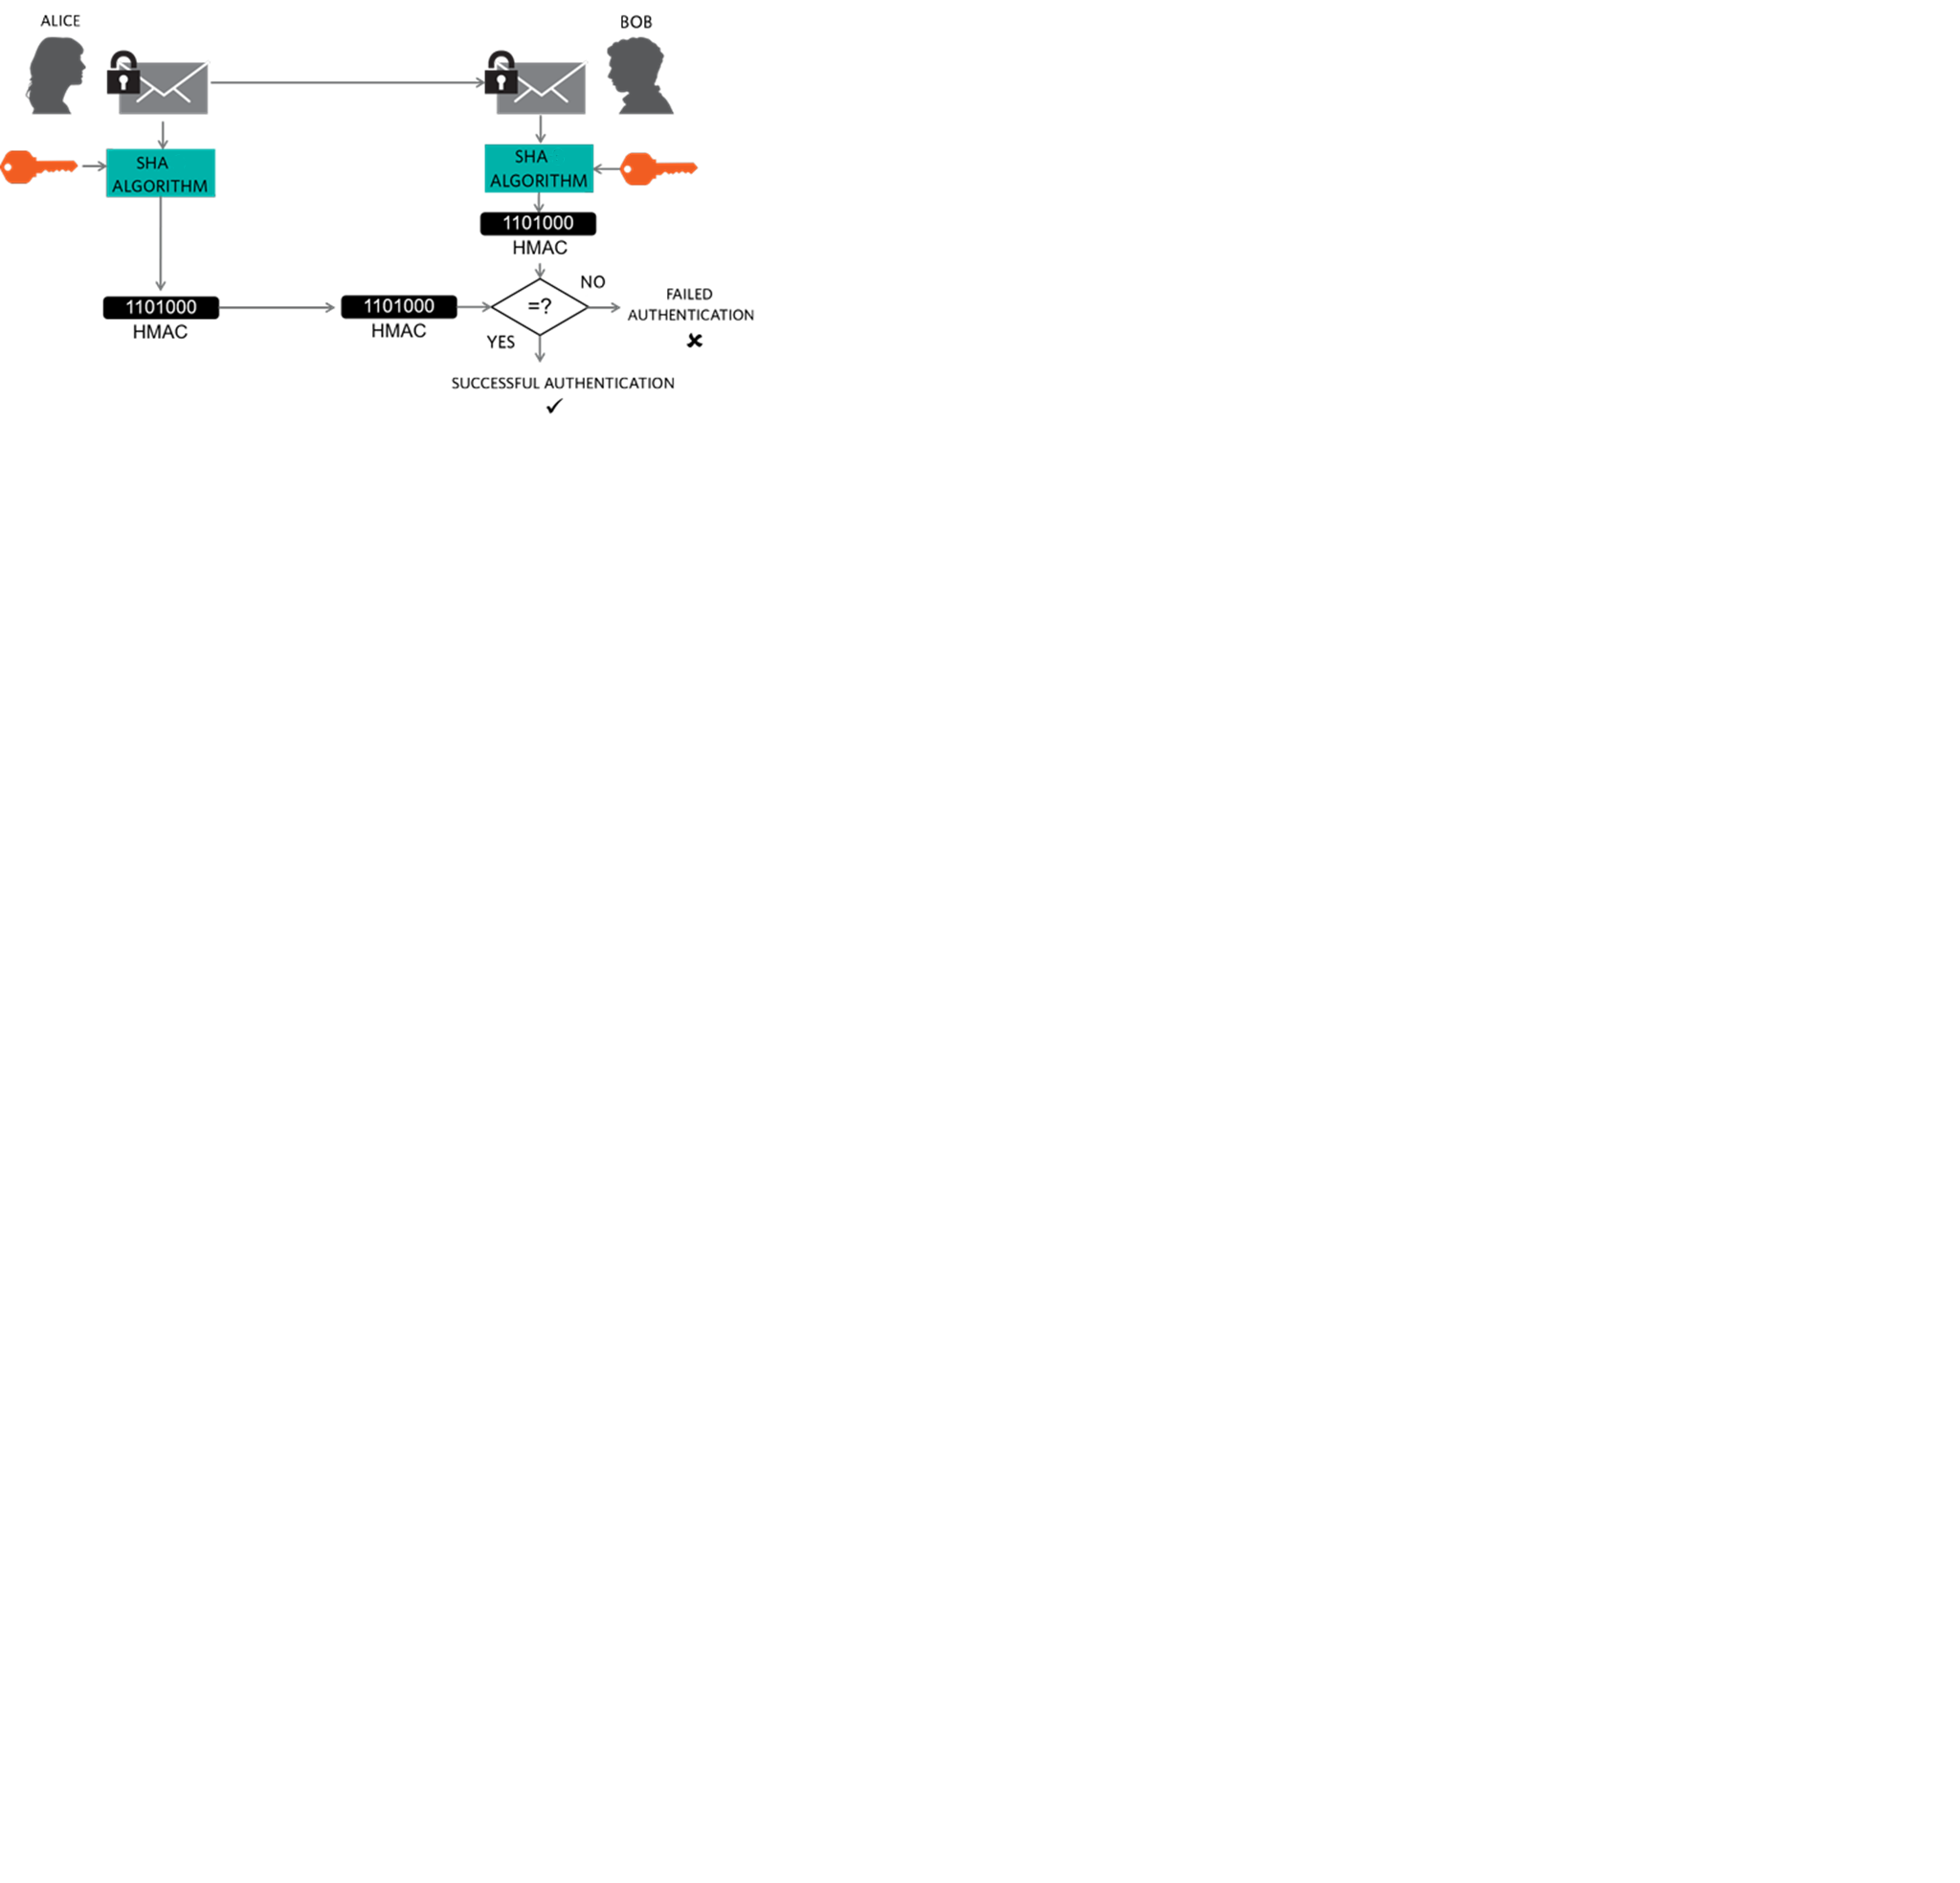 ALICE
BOB
SHA
ALGORITHM
SHA
ALGORITHM
1101000
HMAC
1101000
HMAC
1101000
HMAC
=?
NO
FAILED
AUTHENTICATION
YES
SUCCESSFUL AUTHENTICATION